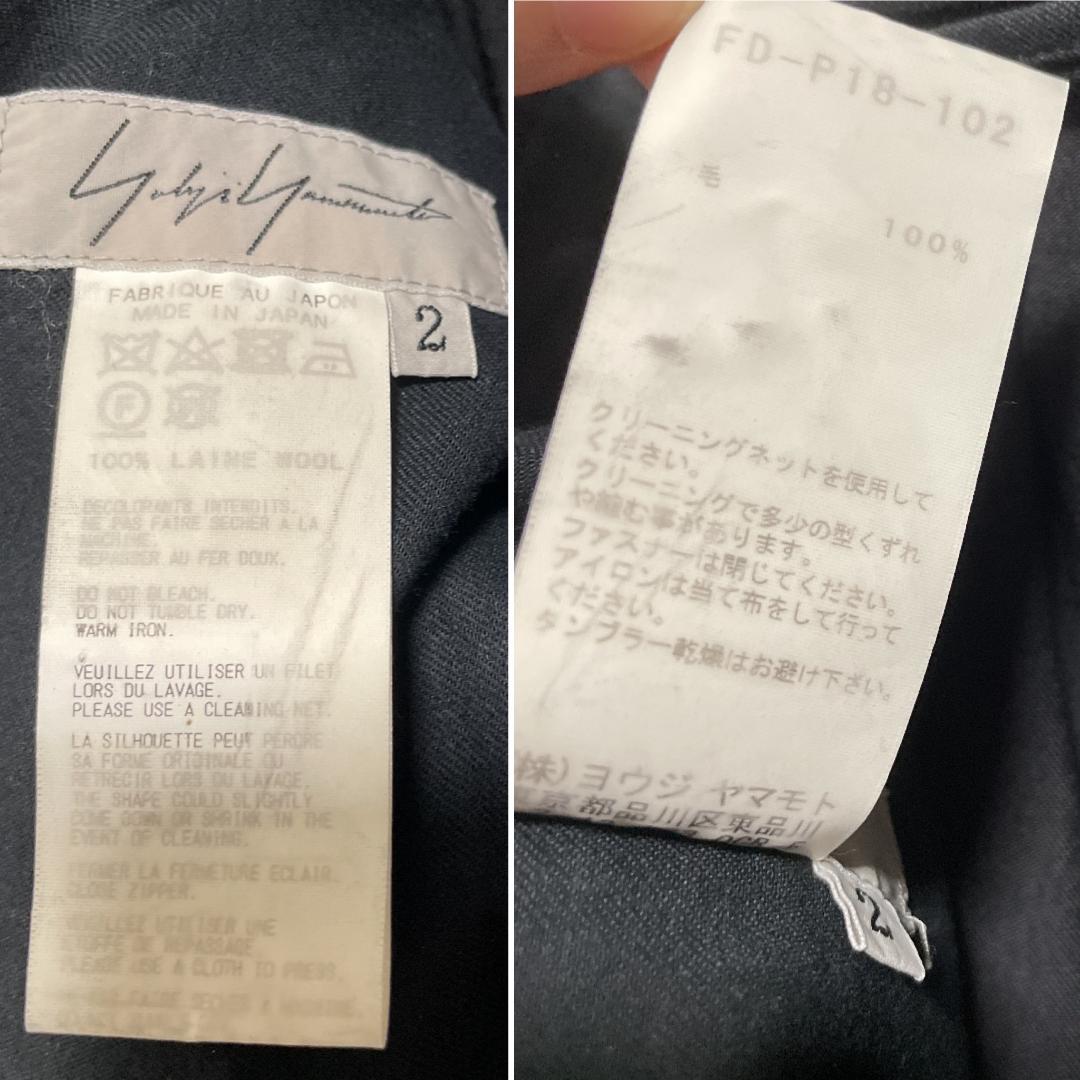 Yohji Yamamoto
FABRIQUE AU JAPON
MADE IN JAPAN
2
F
100% LAINE WOOL
DECOLORANT INTERDITS.
NE PAS FAIRE SECHER A LA
MACHINE.
REPASSER AU FER DOUX.
DO NOT BLEACH.
DO NOT TUMBLE DRY.
WARM IRON.
VEUILLEZ UTILISER UN FILET
LORS DU LAVAGE.
PLEASE USE A CLEANING NET.
LA SILHOUETTE PEUT PERDRE
SA FORME ORIGINALE OU
RETRECIR LORS DU LAVAGE.
THE SHAPE COULD SLIGHTLY
COME DOWN OR SHRINK IN THE
EVENT OF CLEANING.
FERMER LA FERMETURE ECLAIR.
CLOSE ZIPPER.
VEUILLEZ UTILISER UNE
ETOFFE DE REPASSAGE
PLEASE USE A CLOTH TO PRESS.
FAIRE SECHER A MACHINE.
FD-P18-102
毛
100%
クリーニングネットを使用して
ください。
クリーニングで多少の型くずれ
や縮む事があります。
ファスナーは閉じてください。
アイロンは当て布をして行って
ください。
タンブラー乾燥はお避け下さい。
(株)ヨウジ ヤマモト
東京都品川区東品川
2